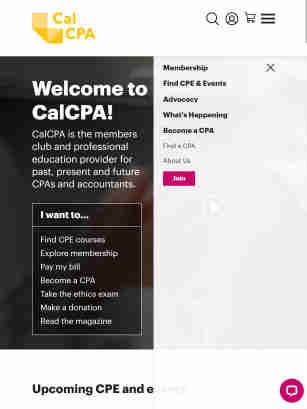 Cal
CPA
Membership
Find CPE & Events
Advocacy
What's Happening
Become a CPA
Find a CPA
About Us
Join
Welcome to
CalCPA!
CalCPA is the members
club and professional
education provider for
past, present and future
CPAs and accountants.
I want to...
Find CPE courses
Explore membership
Pay my bill
Become a CPA
Take the ethics exam
Make a donation
Read the magazine
Upcoming CPE and events